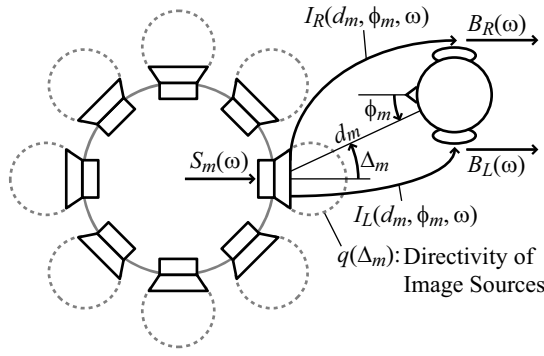 I_R(d_m, ϕ_m, ω)
B_R(ω)
ϕ_m
d_m
S_m(ω)
Δ_m
B_L(ω)
I_L(d_m, ϕ_m, ω)
q(Δ_m): Directivity of
Image Sources